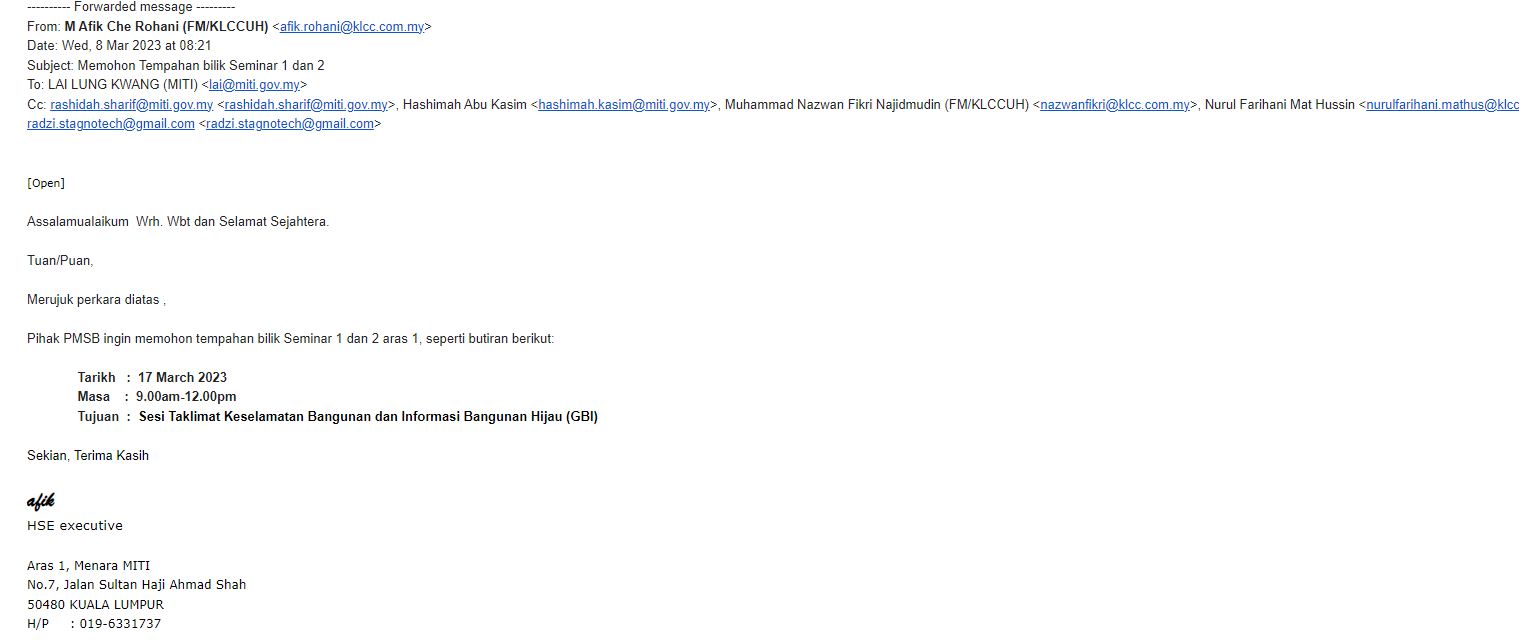 ---------- Forwarded message ---------
From: M Afik Che Rohani (FM/KLCCUH) <afik.rohani@klcc.com.my>
Date: Wed, 8 Mar 2023 at 08:21
Subject: Memohon Tempahan bilik Seminar 1 dan 2
To: LAI LUNG KWANG (MITI) <lai@miti.gov.my>
Cc: rashidah.sharif@miti.gov.my <rashidah.sharif@miti.gov.my>, Hashimah Abu Kasim <hashimah.kasim@miti.gov.my>, Muhammad Nazwan Fikri Najidmudin (FM/KLCCUH) <nazwanfikri@klcc.com.my>, Nurul Farihani Mat Hussin <nurulfarihani.mathus@klcc
radzi.stagnotech@gmail.com <radzi.stagnotech@gmail.com>
[Open]
Assalamualaikum  Wrh. Wbt dan Selamat Sejahtera.
Tuan/Puan,
Merujuk perkara diatas ,
Pihak PMSB ingin memohon tempahan bilik Seminar 1 dan 2 aras 1, seperti butiran berikut:
Tarikh : 17 March 2023
Masa : 9.00am-12.00pm
Tujuan : Sesi Taklimat Keselamatan Bangunan dan Informasi Bangunan Hijau (GBI)
Sekian, Terima Kasih
afik
HSE executive
Aras 1, Menara MITI
No.7, Jalan Sultan Haji Ahmad Shah
50480 KUALA LUMPUR
H/P : 019-6331737